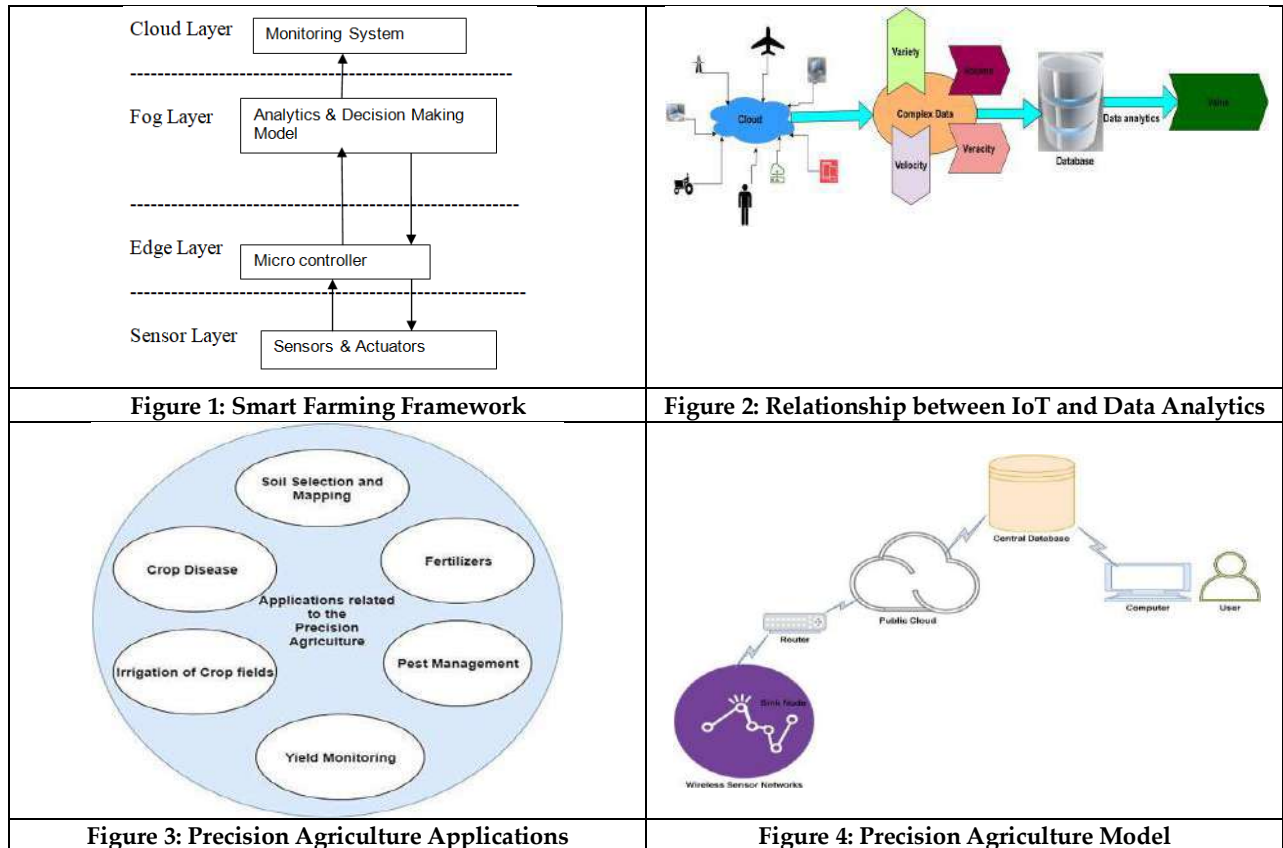 Cloud Layer
Monitoring System
Fog Layer
Analytics & Decision Making
Model
Edge Layer
Micro controller
Sensor Layer
Sensors & Actuators
Figure 1: Smart Farming Framework
Variety
Cloud
Complex Data
Velocity
Veracity
Database
Data analytics
Figure 2: Relationship between IoT and Data Analytics
Soil Selection and
Mapping
Crop Disease
Fertilizers
Applications related
to the
Precision
Agriculture
Irrigation of Crop fields
Pest Management
Yield Monitoring
Figure 3: Precision Agriculture Applications
Central Database
Public Cloud
Computer
User
Router
Sink Node
Wireless Sensor Networks
Figure 4: Precision Agriculture Model